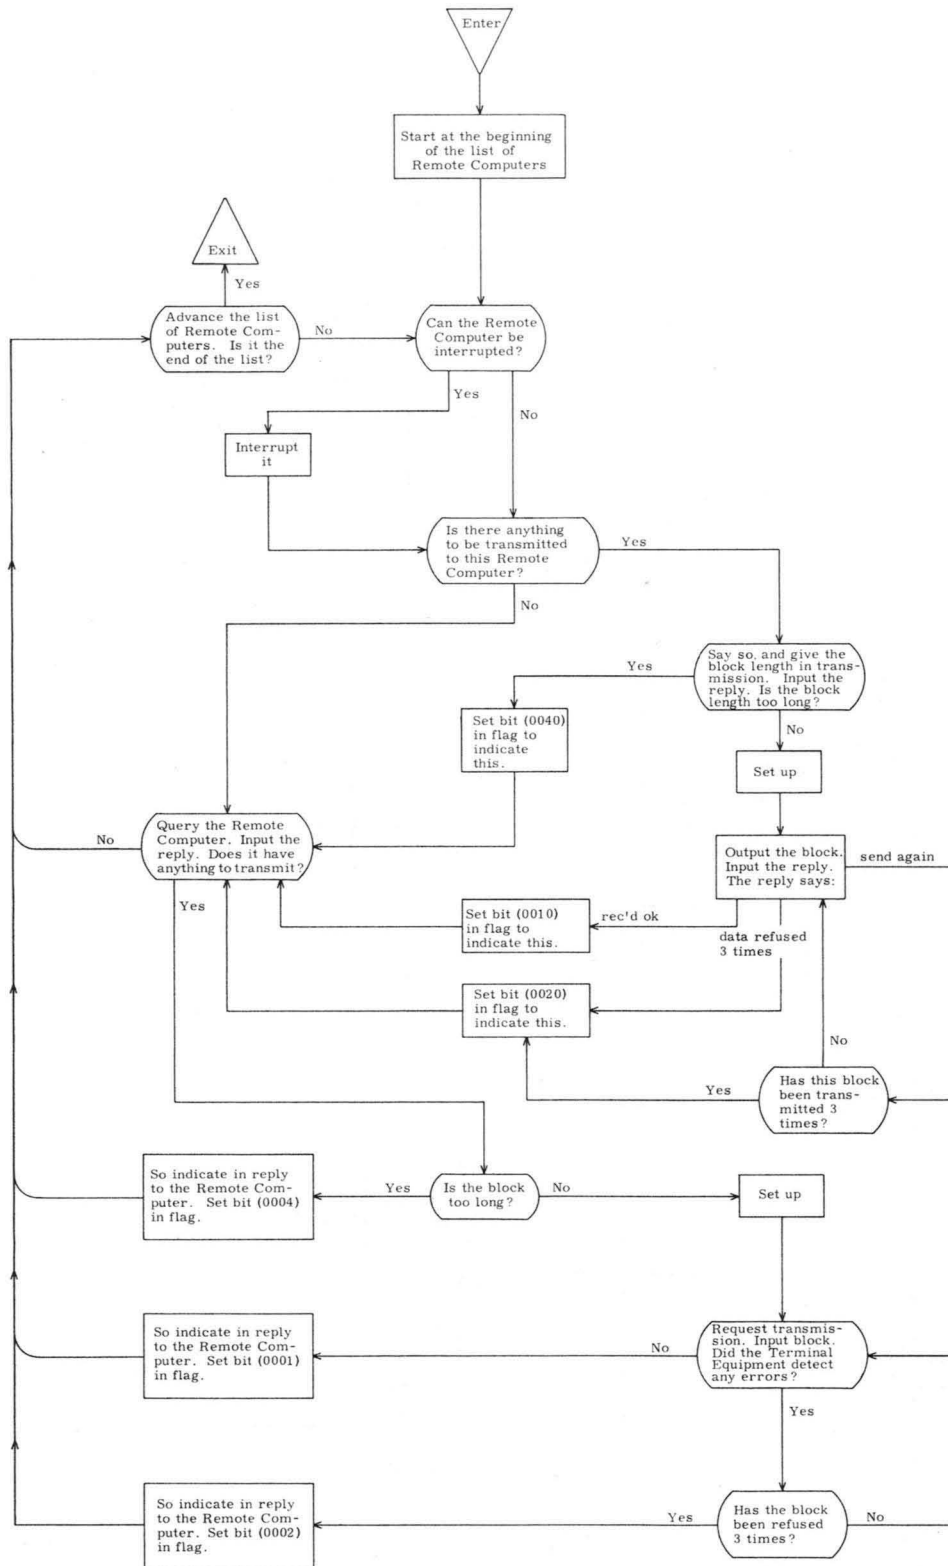 Enter
Start at the beginning
of the list of
Remote Computers
Exit
Yes
Advance the list
of Remote Com-
puters. Is it the
end of the list?
No
Can the Remote
Computer be
interrupted?
Yes
No
Interrupt
it
Is there anything
to be transmitted
to this Remote
Computer?
Yes
No
Say so, and give the
block length in trans-
mission. Input the
reply. Is the block
length too long?
Yes
No
Set bit (0040)
in flag to
indicate
this.
Set up
Query the Remote
Computer. Input the
reply. Does it have
anything to transmit?
No
Yes
Output the block.
Input the reply.
The reply says:
send again
rec'd ok
data refused
3 times
Set bit (0010)
in flag to
indicate this.
Set bit (0020)
in flag to
indicate this.
No
Has this block
been trans-
mitted 3
times?
Yes
So indicate in reply
to the Remote Com-
puter. Set bit (0004)
in flag.
Yes
Is the block
too long?
No
Set up
So indicate in reply
to the Remote Com-
puter. Set bit (0001)
in flag.
No
Request transmis-
sion. Input block.
Did the Terminal
Equipment detect
any errors?
Yes
So indicate in reply
to the Remote Com-
puter. Set bit (0002)
in flag.
Yes
Has the block
been refused
3 times?
No